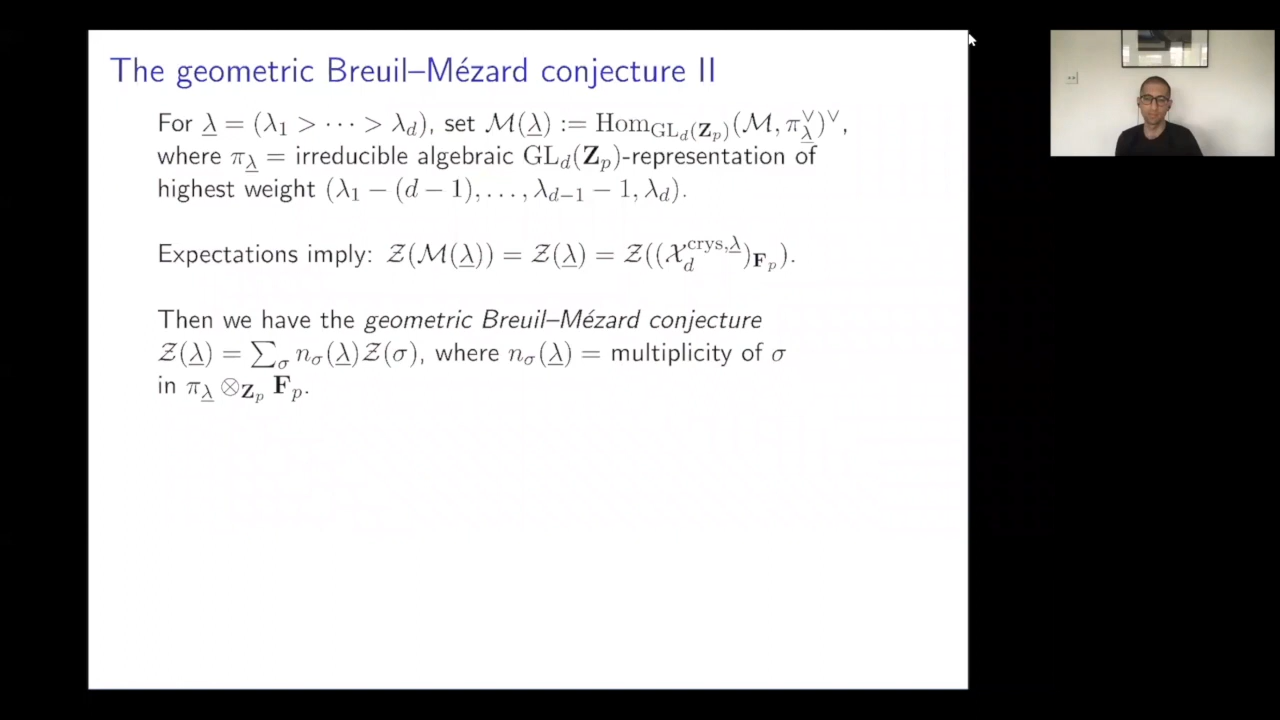 The geometric Breuil–Mézard conjecture II
For λ̲ = (λ₁ > ⋯ > λ_d), set ℳ(λ̲) := Hom_{GL_d(𝐙_p)}(ℳ, π_λ̲^∨)^∨,
where π_λ̲ = irreducible algebraic GL_d(𝐙_p)-representation of
highest weight (λ₁ − (d − 1), …, λ_{d−1} − 1, λ_d).
Expectations imply: 𝒵(ℳ(λ̲)) = 𝒵(λ̲) = 𝒵((𝒳_d^{crys,λ̲})_{𝐅_p}).
Then we have the geometric Breuil–Mézard conjecture
𝒵(λ̲) = ∑_σ n_σ(λ̲)𝒵(σ), where n_σ(λ̲) = multiplicity of σ
in π_λ̲ ⊗_{𝐙_p} 𝐅_p.